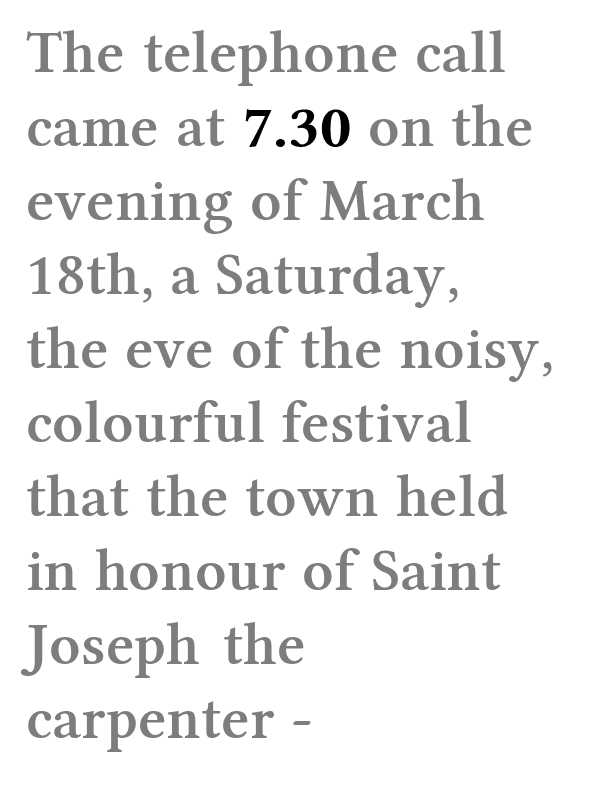 The telephone call
came at 7.30 on the
evening of March
18th, a Saturday,
the eve of the noisy,
colourful festival
that the town held
in honour of Saint
Joseph the
carpenter -